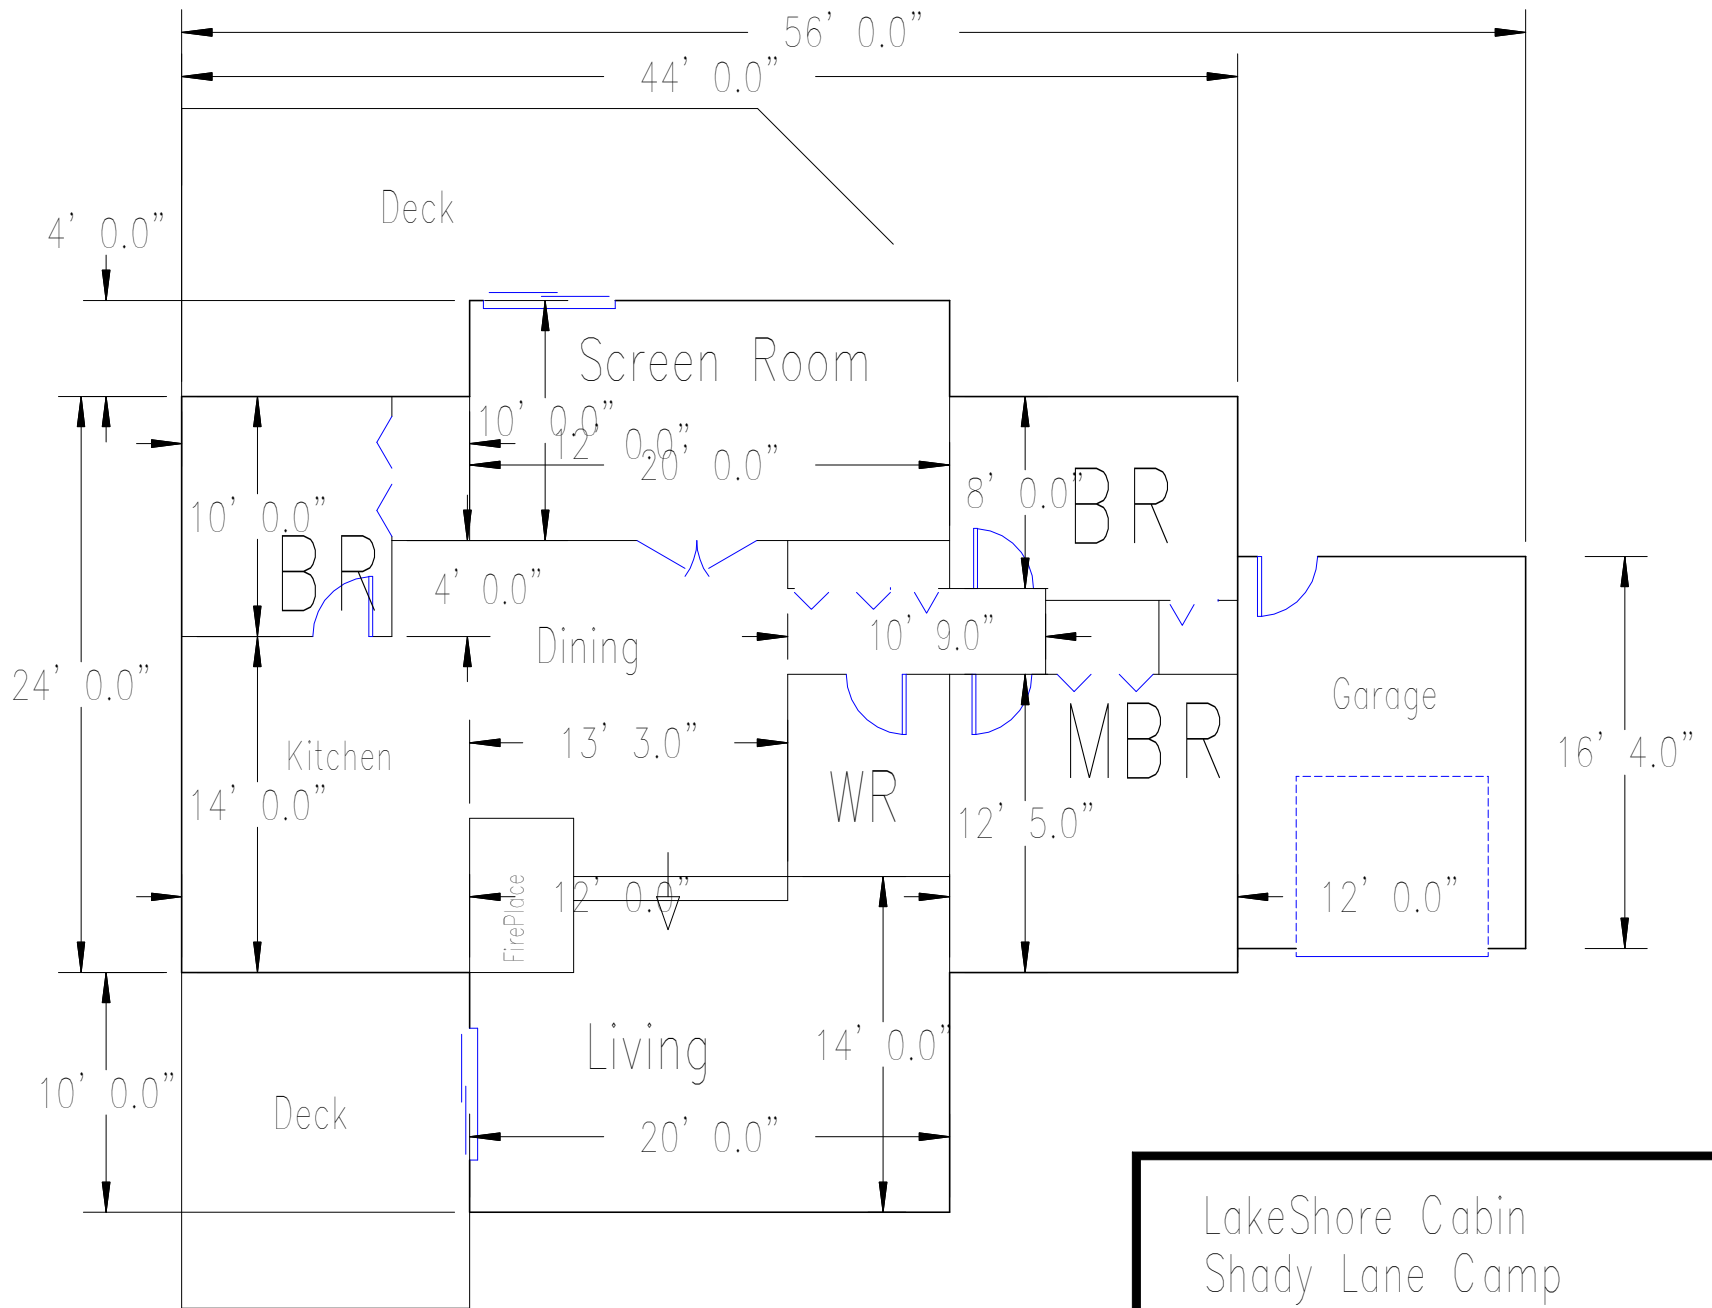 56' 0.0"
44' 0.0"
Deck
4' 0.0"
Screen Room
10' 0.0"
12' 0.0"
20' 0.0"
8' 0.0"
BR
10' 0.0"
BR
4' 0.0"
Dining
10' 9.0"
24' 0.0"
Garage
Kitchen
13' 3.0"
MBR
16' 4.0"
14' 0.0"
WR
12' 5.0"
FirePlace
12' 0.0"
12' 0.0"
Living
14' 0.0"
10' 0.0"
Deck
20' 0.0"
LakeShore Cabin
Shady Lane Camp